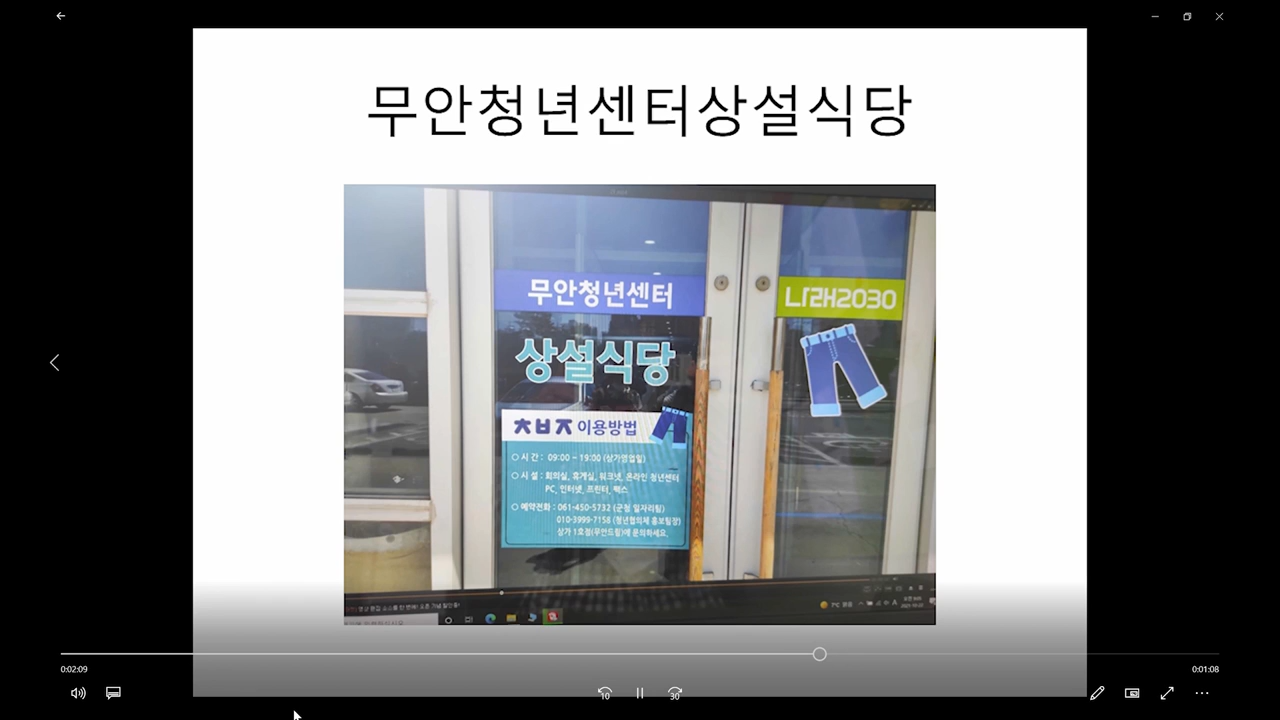 무안청년센터상설식당
무안청년센터
나래2030
상설식당
ㅊㅂㅈ 이용방법
시 간 : 09:00 ~ 19:00 (상가영업일)
시 설 : 회의실, 휴게실, 워크넷, 온라인 청년센터
PC, 인터넷, 프린터, 팩스
예약전화 : 061-450-5732 (군청 일자리팀)
010-3999-7158 (청년협의체 홍보팀장)
상가 1호점(무안드림)에 문의하세요.
7°C 맑음
0:02:09
0:01:08
10
30